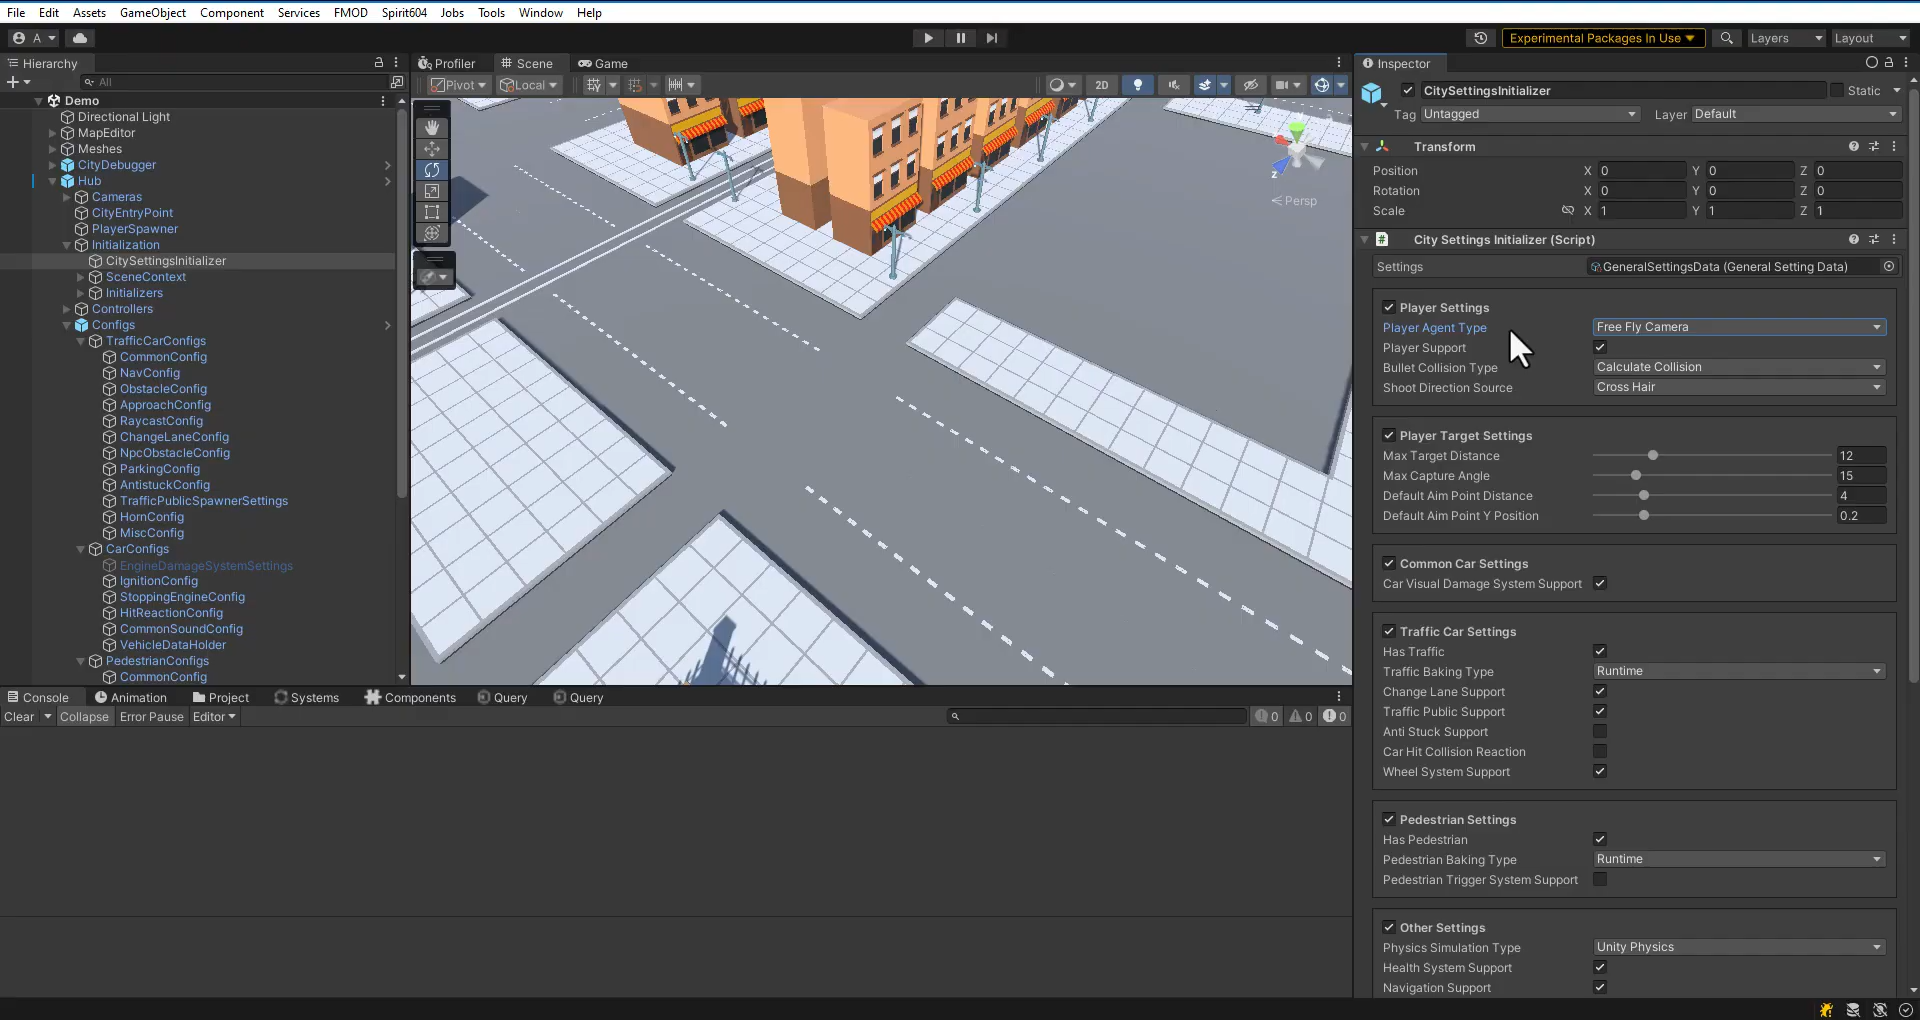 File Edit Assets GameObject Component Services FMOD Spirit604 Jobs Tools Window Help
A Experimental Packages In Use Layers Layout
Hierarchy
All
Demo
Directional Light
MapEditor
Meshes
CityDebugger
Hub
Cameras
CityEntryPoint
PlayerSpawner
Initialization
CitySettingsInitializer
SceneContext
Initializers
Controllers
Configs
TrafficCarConfigs
CommonConfig
NavConfig
ObstacleConfig
ApproachConfig
RaycastConfig
ChangeLaneConfig
NpcObstacleConfig
ParkingConfig
AntistuckConfig
TrafficPublicSpawnerSettings
HornConfig
MiscConfig
CarConfigs
EngineDamageSystemSettings
IgnitionConfig
StoppingEngineConfig
HitReactionConfig
CommonSoundConfig
VehicleDataHolder
PedestrianConfigs
CommonConfig
Profiler Scene Game
Pivot Local 2D
z
Persp
Inspector
CitySettingsInitializer Static
Tag Untagged Layer Default
Transform
Position X 0 Y 0 Z 0
Rotation X 0 Y 0 Z 0
Scale X 1 Y 1 Z 1
# City Settings Initializer (Script)
Settings GeneralSettingsData (General Setting Data)
Player Settings
Player Agent Type Free Fly Camera
Player Support
Bullet Collision Type Calculate Collision
Shoot Direction Source Cross Hair
Player Target Settings
Max Target Distance 12
Max Capture Angle 15
Default Aim Point Distance 4
Default Aim Point Y Position 0.2
Common Car Settings
Car Visual Damage System Support
Traffic Car Settings
Has Traffic
Traffic Baking Type Runtime
Change Lane Support
Traffic Public Support
Anti Stuck Support
Car Hit Collision Reaction
Wheel System Support
Pedestrian Settings
Has Pedestrian
Pedestrian Baking Type Runtime
Pedestrian Trigger System Support
Other Settings
Physics Simulation Type Unity Physics
Health System Support
Navigation Support
Console Animation Project Systems Components Query Query
Clear Collapse Error Pause Editor 0 0 0